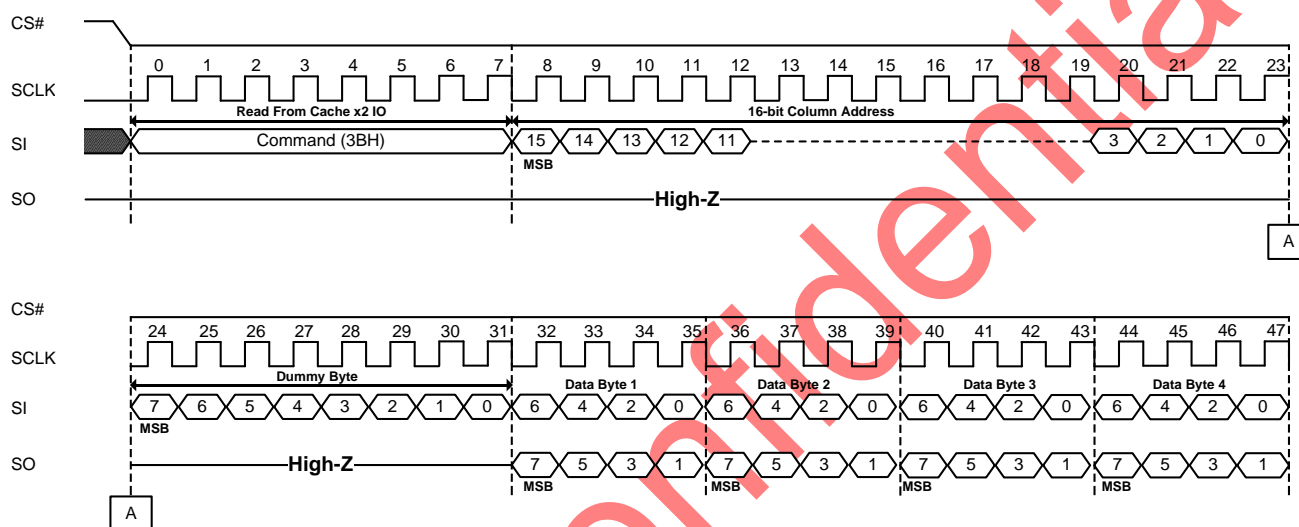 CS#
0 1 2 3 4 5 6 7 8 9 10 11 12 13 14 15 16 17 18 19 20 21 22 23
SCLK
Read From Cache x2 IO 16-bit Column Address
SI Command (3BH) 15 14 13 12 11 3 2 1 0
MSB
SO High-Z
A
CS#
24 25 26 27 28 29 30 31 32 33 34 35 36 37 38 39 40 41 42 43 44 45 46 47
SCLK
Dummy Byte Data Byte 1 Data Byte 2 Data Byte 3 Data Byte 4
SI 7 6 5 4 3 2 1 0 6 4 2 0 6 4 2 0 6 4 2 0 6 4 2 0
MSB
SO High-Z 7 5 3 1 7 5 3 1 7 5 3 1 7 5 3 1
MSB MSB MSB MSB
A
onfidentia